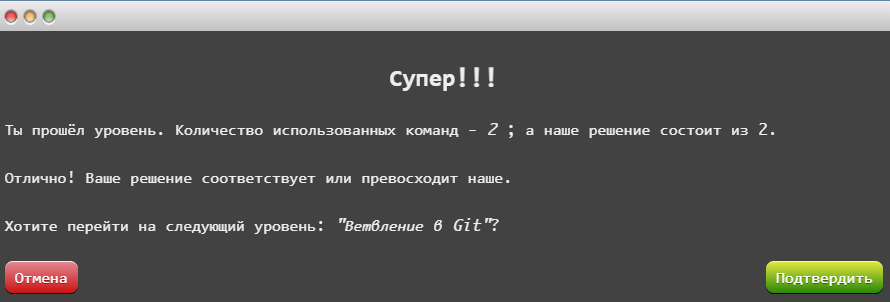 Супер!!!
Ты прошёл уровень. Количество использованных команд - 2 ; а наше решение состоит из 2.
Отлично! Ваше решение соответствует или превосходит наше.
Хотите перейти на следующий уровень: "Ветвление в Git"?
Отмена
Подтвердить